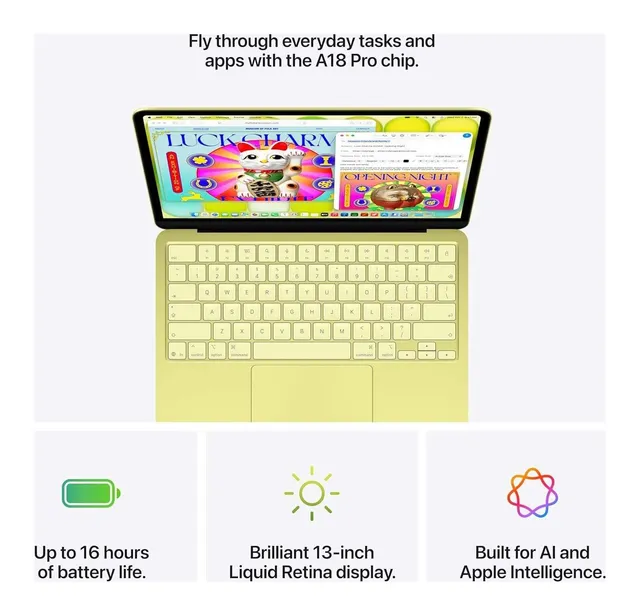 Fly through everyday tasks and
apps with the A18 Pro chip.
LUCK CHARM
OPENING NIGHT
Up to 16 hours
of battery life.
Brilliant 13-inch
Liquid Retina display.
Built for AI and
Apple Intelligence.